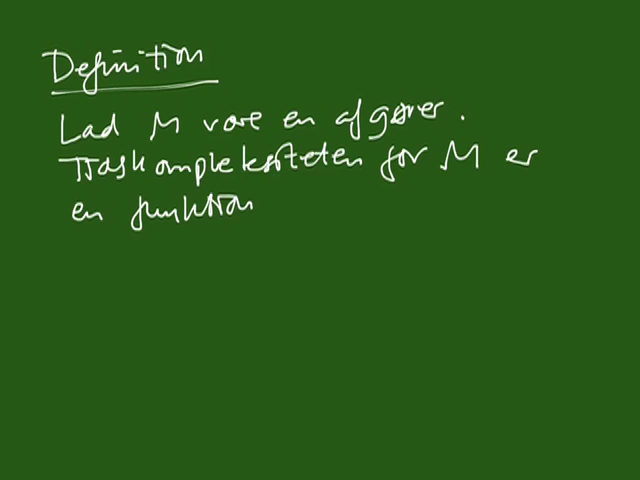 Definition
Lad M være en afgører.
Tidskompleksiteten for M er
en funktion